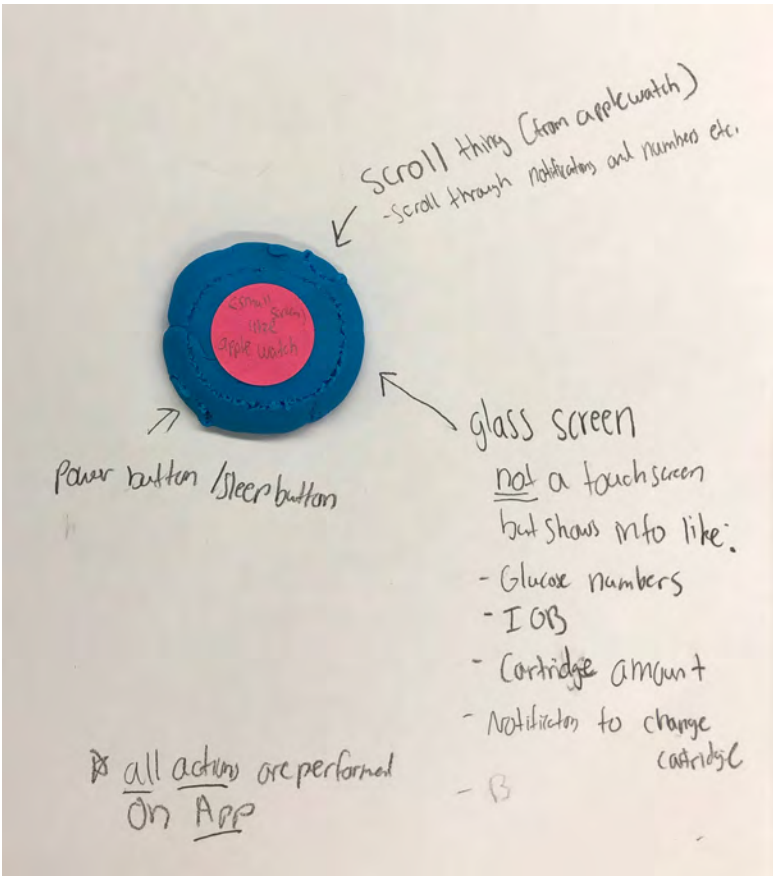 Scroll thing (from applewatch)
-Scroll through notifications and numbers etc.
small
screen
like
apple watch
Power button /sleep button
glass screen
not a touchscreen
but shows info like:
- Glucose numbers
- IOB
- Cartridge amount
- Notification to change
cartridge
- B
all actions are performed
On App